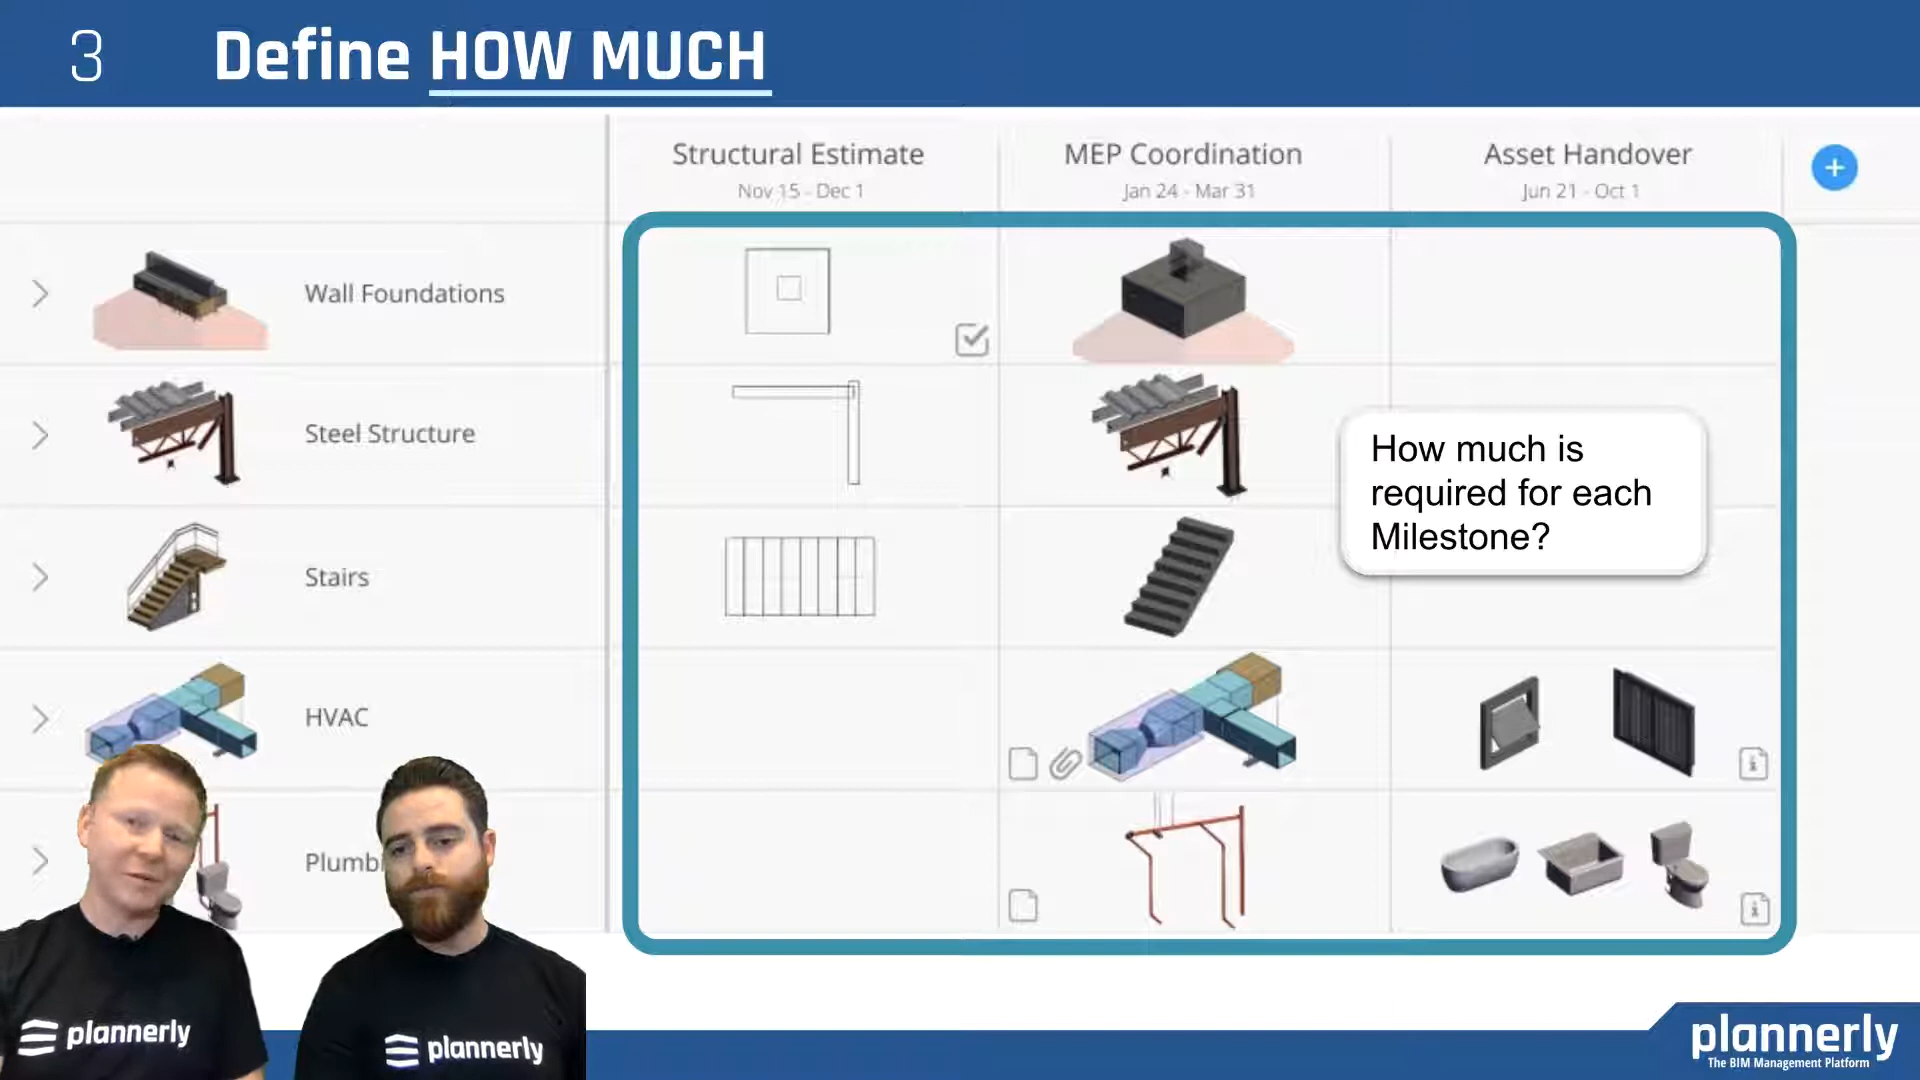 3 Define HOW MUCH
Structural Estimate
Nov 15 - Dec 1
MEP Coordination
Jan 24 - Mar 31
Asset Handover
Jun 21 - Oct 1
+
Wall Foundations
Steel Structure
Stairs
HVAC
Plumbi
How much is
required for each
Milestone?
plannerly
plannerly
plannerly
The BIM Management Platform